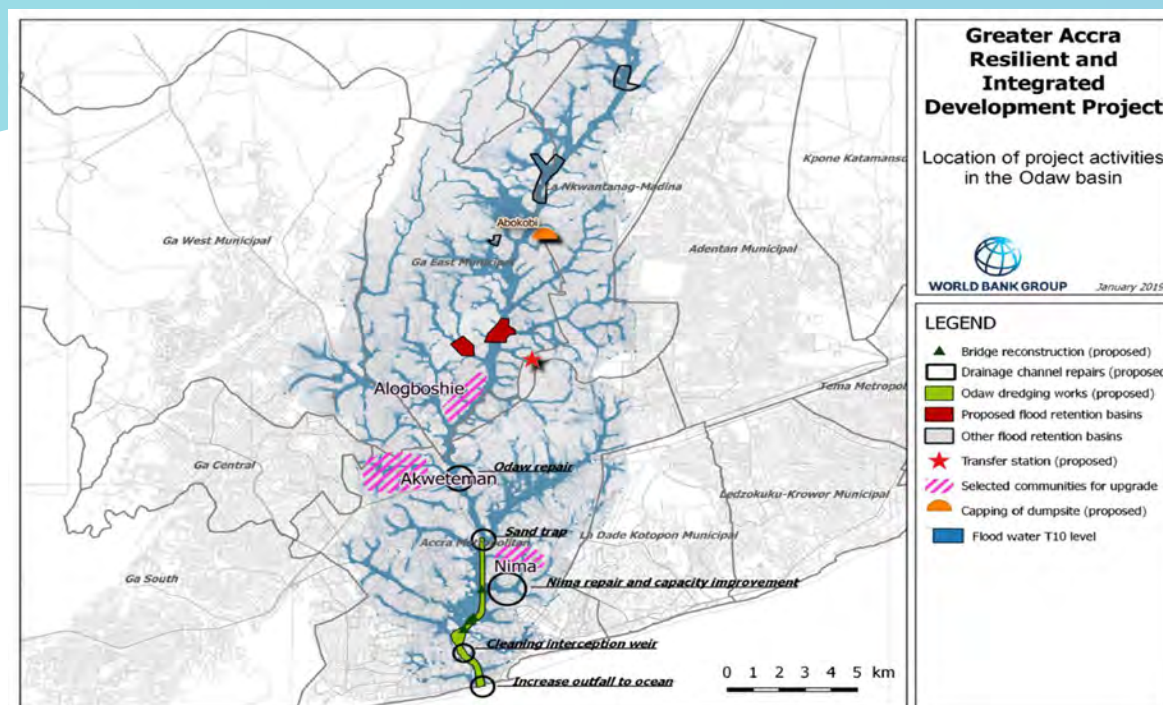 Greater Accra
Resilient and
Integrated
Development Project
Location of project activities
in the Odaw basin
WORLD BANK GROUP
January 2019
LEGEND
Bridge reconstruction (proposed)
Drainage channel repairs (proposed
Odaw dredging works (proposed)
Proposed flood retention basins
Other flood retention basins
Transfer station (proposed)
Selected communities for upgrade
Capping of dumpsite (proposed)
Flood water T10 level
Kpone Katamanso
La Nkwantanag-Madina
Abokobi
Ga West Municipal
Ga East Municipal
Adentan Municipal
Alogboshie
Tema Metropol
Ga Central
Odaw repair
Akweteman
Ledzokuku-Krowor Municipal
Sand trap
Accra Metropolitan
La Dade Kotopon Municipal
Nima
Ga South
Nima repair and capacity improvement
Cleaning interception weir
Increase outfall to ocean
0 1 2 3 4 5 km